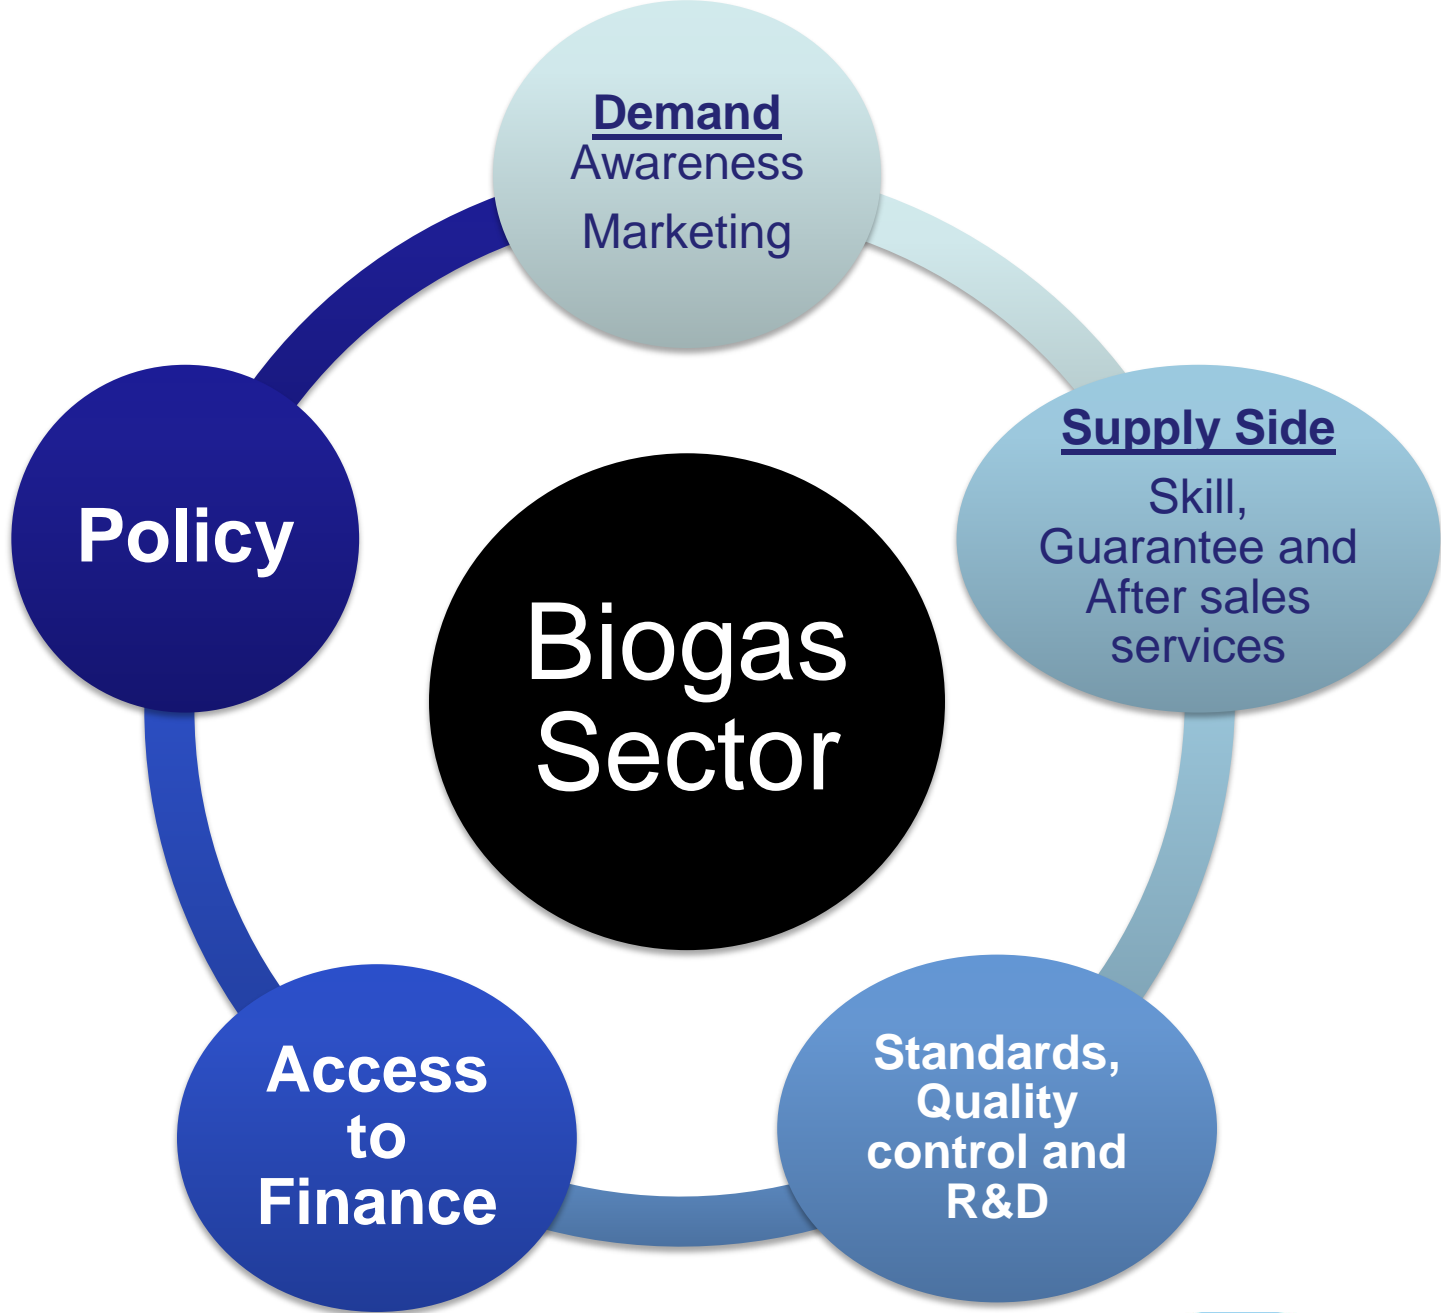 Demand
Awareness
Marketing
Supply Side
Skill,
Guarantee and
After sales
services
Standards,
Quality
control and
R&D
Access
to
Finance
Policy
Biogas
Sector